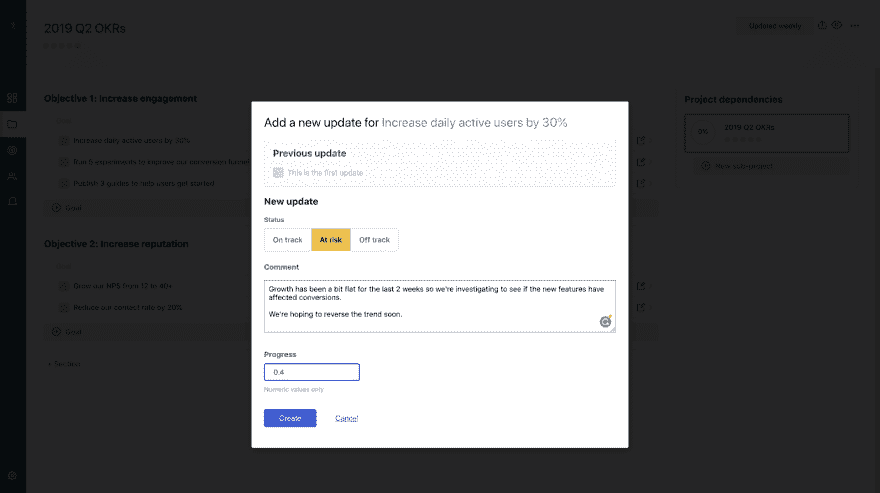 2019 Q2 OKRs
Updated weekly
Objective 1: Increase engagement
Increase daily active users by 30%
Run 5 experiments to improve our conversion funnel
Publish 3 guides to help users get started
Goal
Objective 2: Increase reputation
Grow our NPS from 12 to 40+
Reduce our contact rate by 20%
Goal
+ Section
Project dependencies
0%
2019 Q2 OKRs
New sub-project
Add a new update for Increase daily active users by 30%
Previous update
This is the first update
New update
Status
On track
At risk
Off track
Comment
Growth has been a bit flat for the last 2 weeks so we're investigating to see if the new features have
affected conversions.
We're hoping to reverse the trend soon.
Progress
0.4
Numeric values only
Create
Cancel